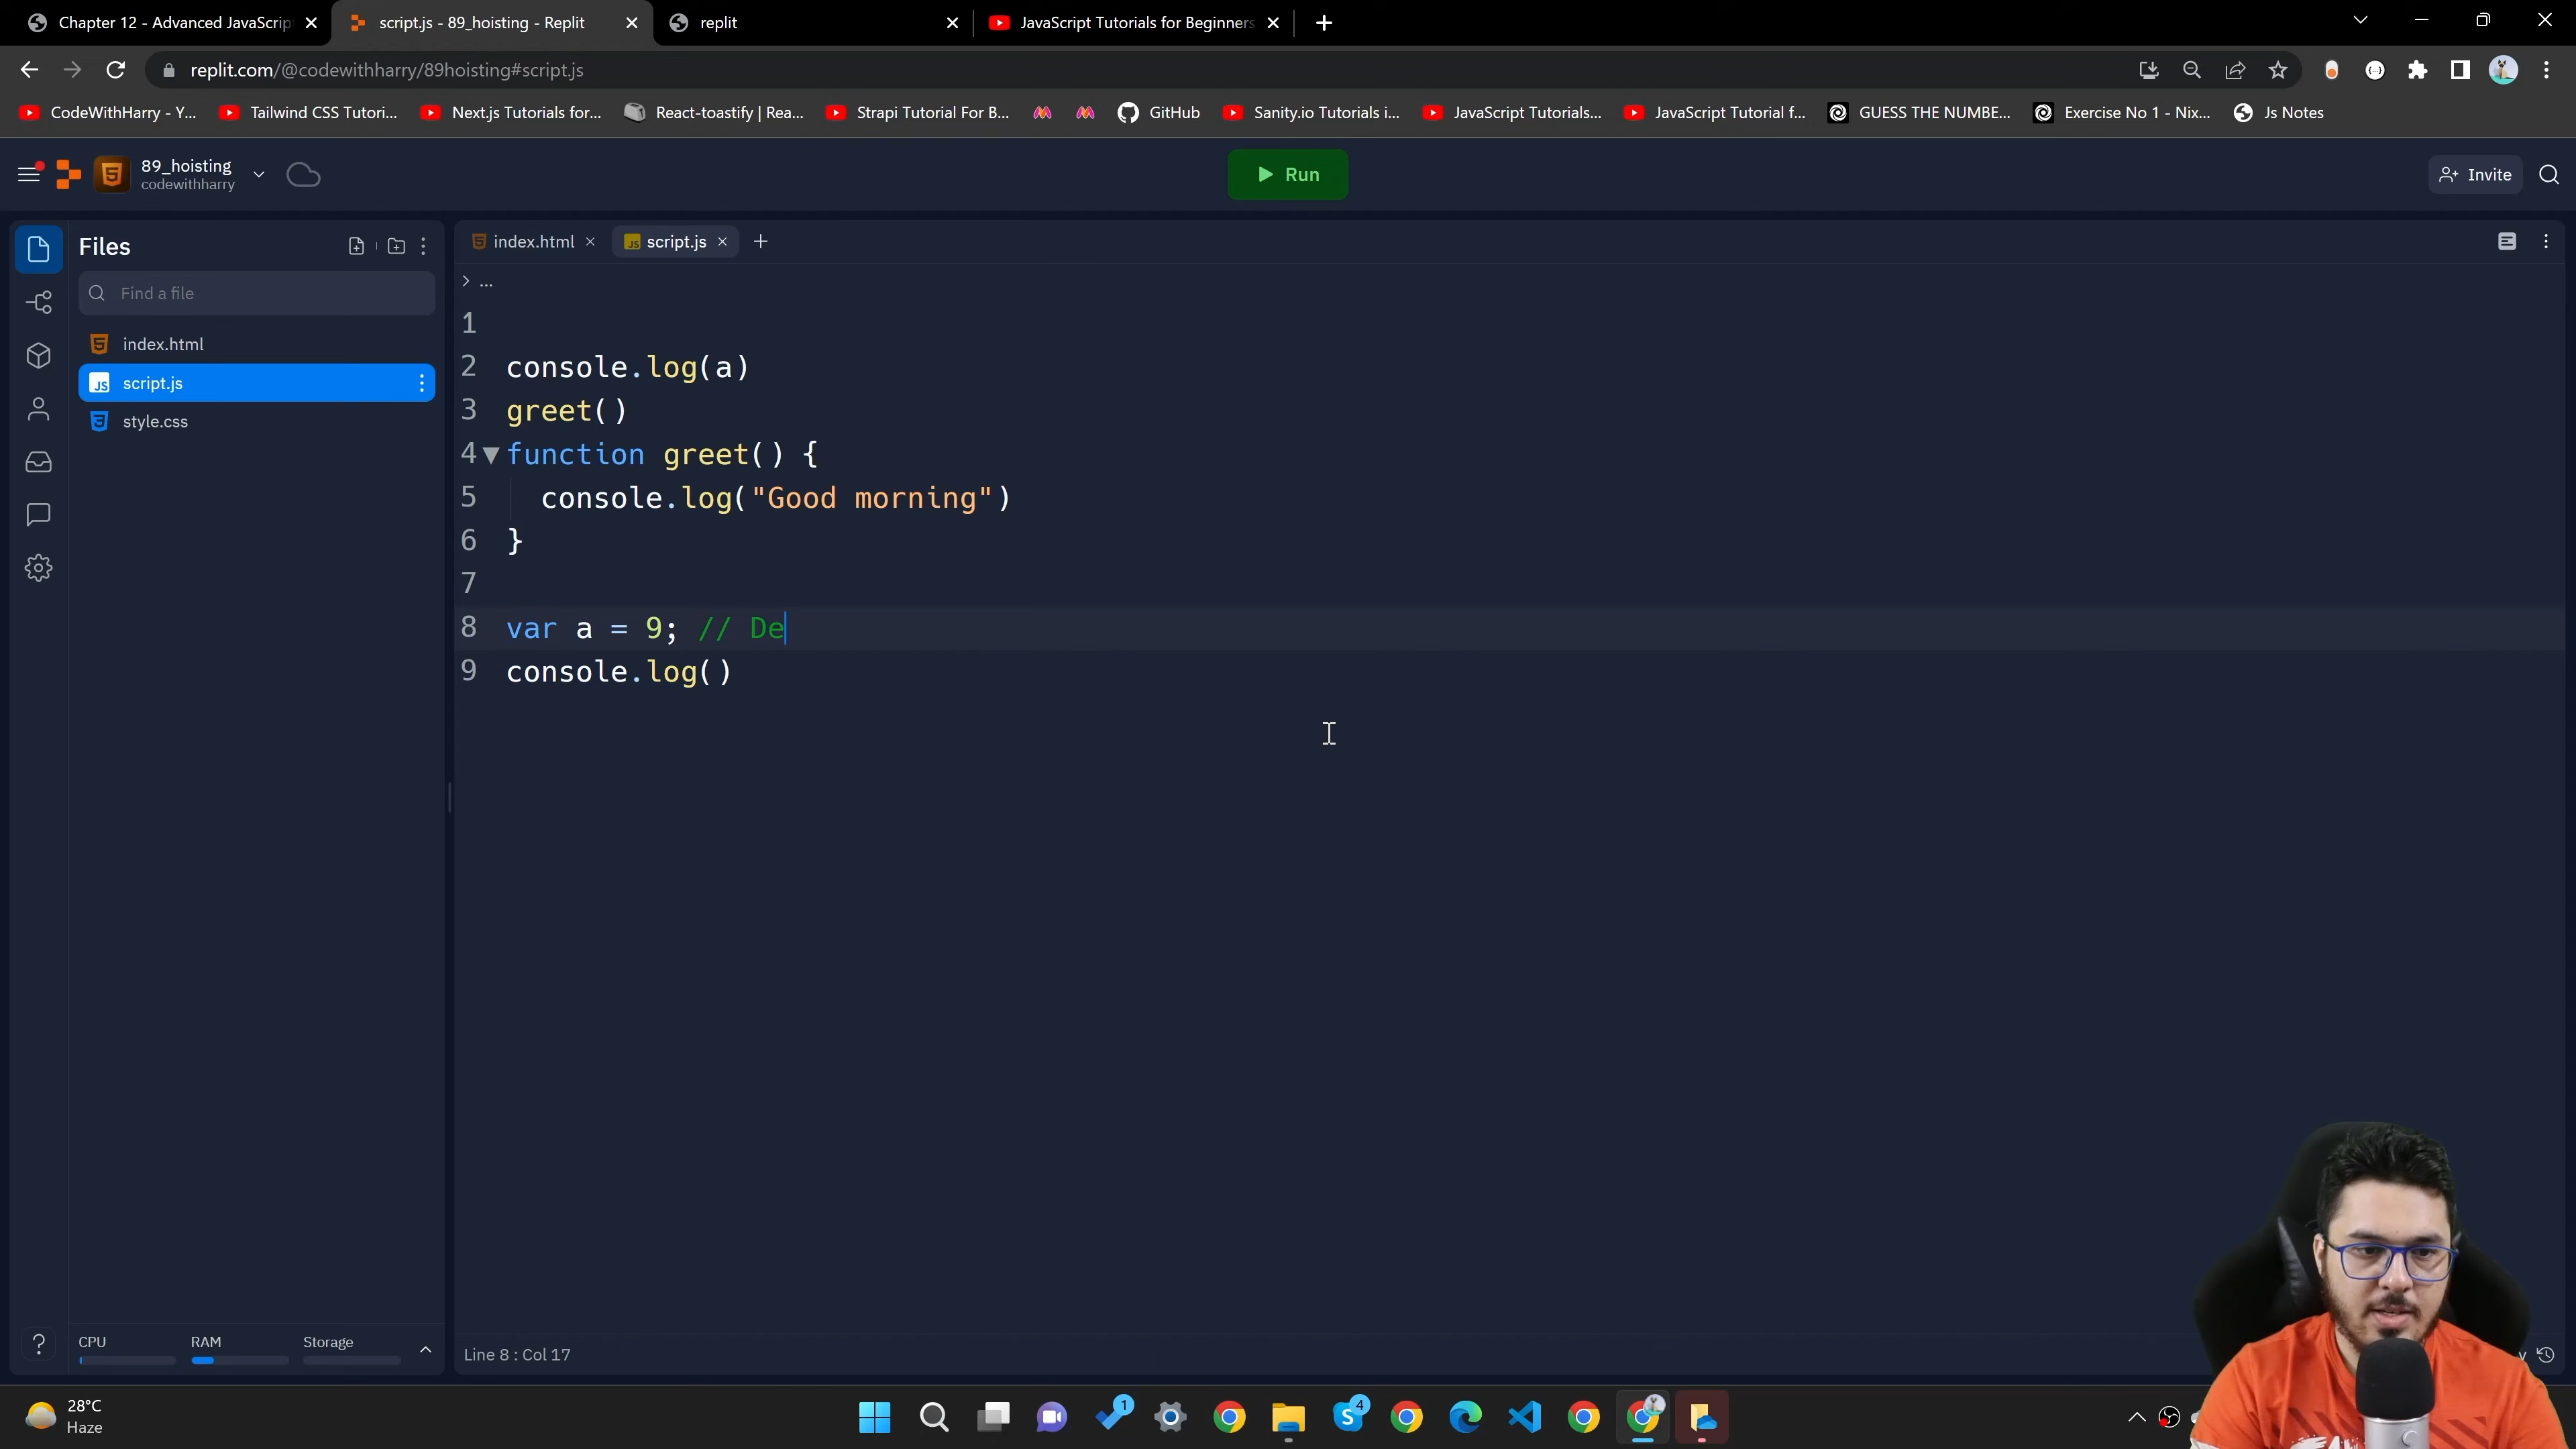 Chapter 12 - Advanced JavaScrip
script.js - 89_hoisting - Replit
replit
JavaScript Tutorials for Beginners
replit.com/@codewithharry/89hoisting#script.js
CodeWithHarry - Y...
Tailwind CSS Tutori...
Next.js Tutorials for...
React-toastify | Rea...
Strapi Tutorial For B...
GitHub
Sanity.io Tutorials i...
JavaScript Tutorials...
JavaScript Tutorial f...
GUESS THE NUMBE...
Exercise No 1 - Nix...
Js Notes
89_hoisting
codewithharry
Run
Invite
Files
index.html
script.js
Find a file
...
index.html
script.js
style.css
1
2 console.log(a)
3 greet()
4 function greet() {
5 console.log("Good morning")
6 }
7
8 var a = 9; // De
9 console.log()
CPU
RAM
Storage
Line 8 : Col 17
28°C
Haze
1
4